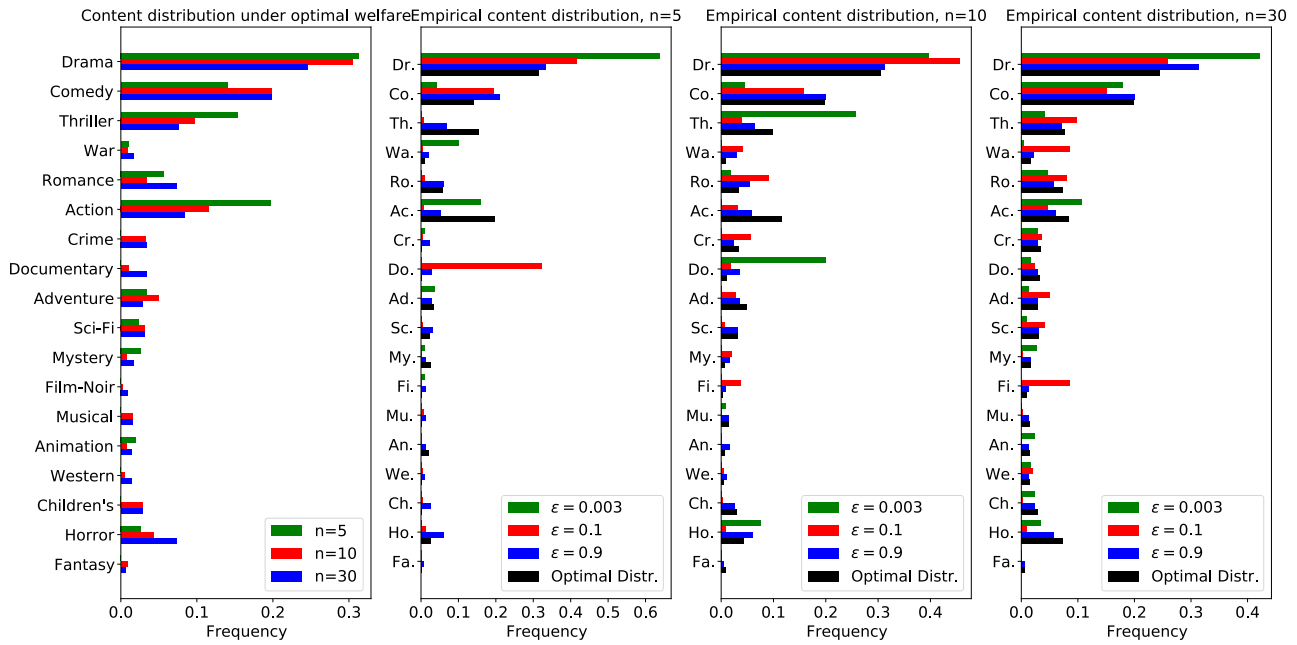 Content distribution under optimal welfare
Drama
Comedy
Thriller
War
Romance
Action
Crime
Documentary
Adventure
Sci-Fi
Mystery
Film-Noir
Musical
Animation
Western
Children's
Horror
Fantasy
n=5
n=10
n=30
0.0 0.1 0.2 0.3
Frequency
Empirical content distribution, n=5
Dr.
Co.
Th.
Wa.
Ro.
Ac.
Cr.
Do.
Ad.
Sc.
My.
Fi.
Mu.
An.
We.
Ch.
Ho.
Fa.
ε = 0.003
ε = 0.1
ε = 0.9
Optimal Distr.
0.0 0.1 0.2 0.3 0.4 0.5 0.6
Frequency
Empirical content distribution, n=10
Dr.
Co.
Th.
Wa.
Ro.
Ac.
Cr.
Do.
Ad.
Sc.
My.
Fi.
Mu.
An.
We.
Ch.
Ho.
Fa.
ε = 0.003
ε = 0.1
ε = 0.9
Optimal Distr.
0.0 0.1 0.2 0.3 0.4
Frequency
Empirical content distribution, n=30
Dr.
Co.
Th.
Wa.
Ro.
Ac.
Cr.
Do.
Ad.
Sc.
My.
Fi.
Mu.
An.
We.
Ch.
Ho.
Fa.
ε = 0.003
ε = 0.1
ε = 0.9
Optimal Distr.
0.0 0.1 0.2 0.3 0.4
Frequency